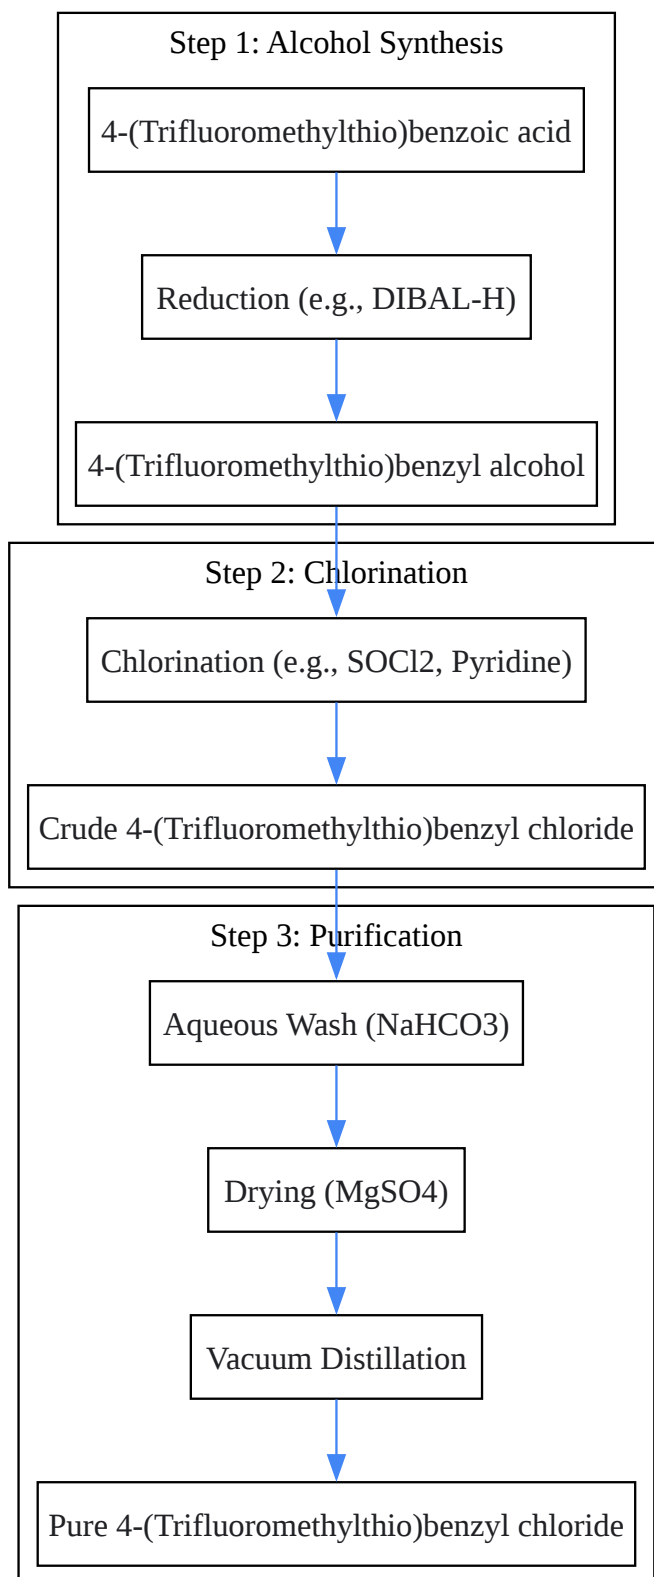 Step 1: Alcohol Synthesis
4-(Trifluoromethylthio)benzoic acid
Reduction (e.g., DIBAL-H)
4-(Trifluoromethylthio)benzyl alcohol
Step 2: Chlorination
Chlorination (e.g., SOCl2, Pyridine)
Crude 4-(Trifluoromethylthio)benzyl chloride
Step 3: Purification
Aqueous Wash (NaHCO3)
Drying (MgSO4)
Vacuum Distillation
Pure 4-(Trifluoromethylthio)benzyl chloride